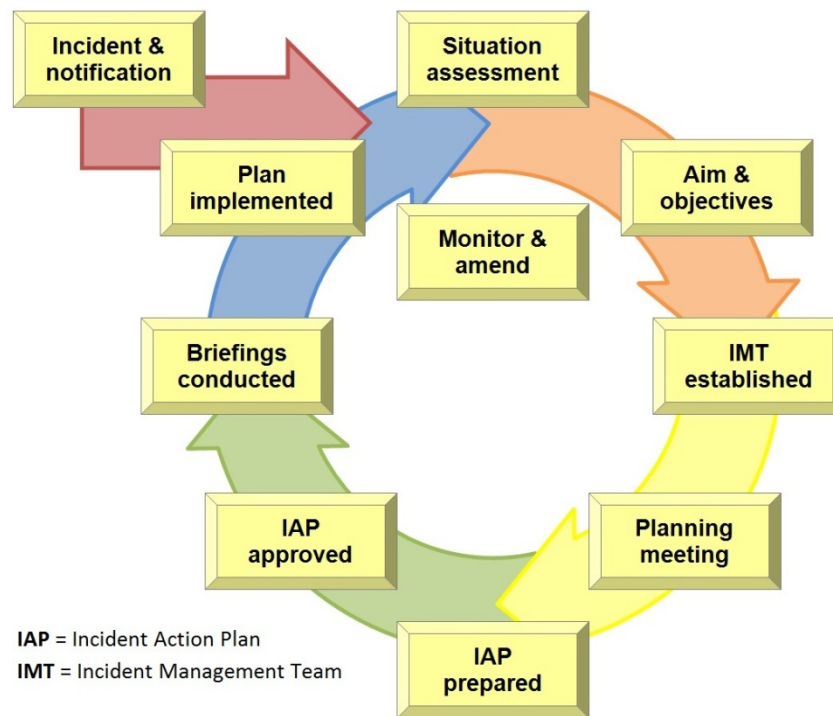 Incident &
notification
Situation
assessment
Plan
implemented
Aim &
objectives
Monitor &
amend
Briefings
conducted
IMT
established
IAP
approved
Planning
meeting
IAP
prepared
IAP = Incident Action Plan
IMT = Incident Management Team